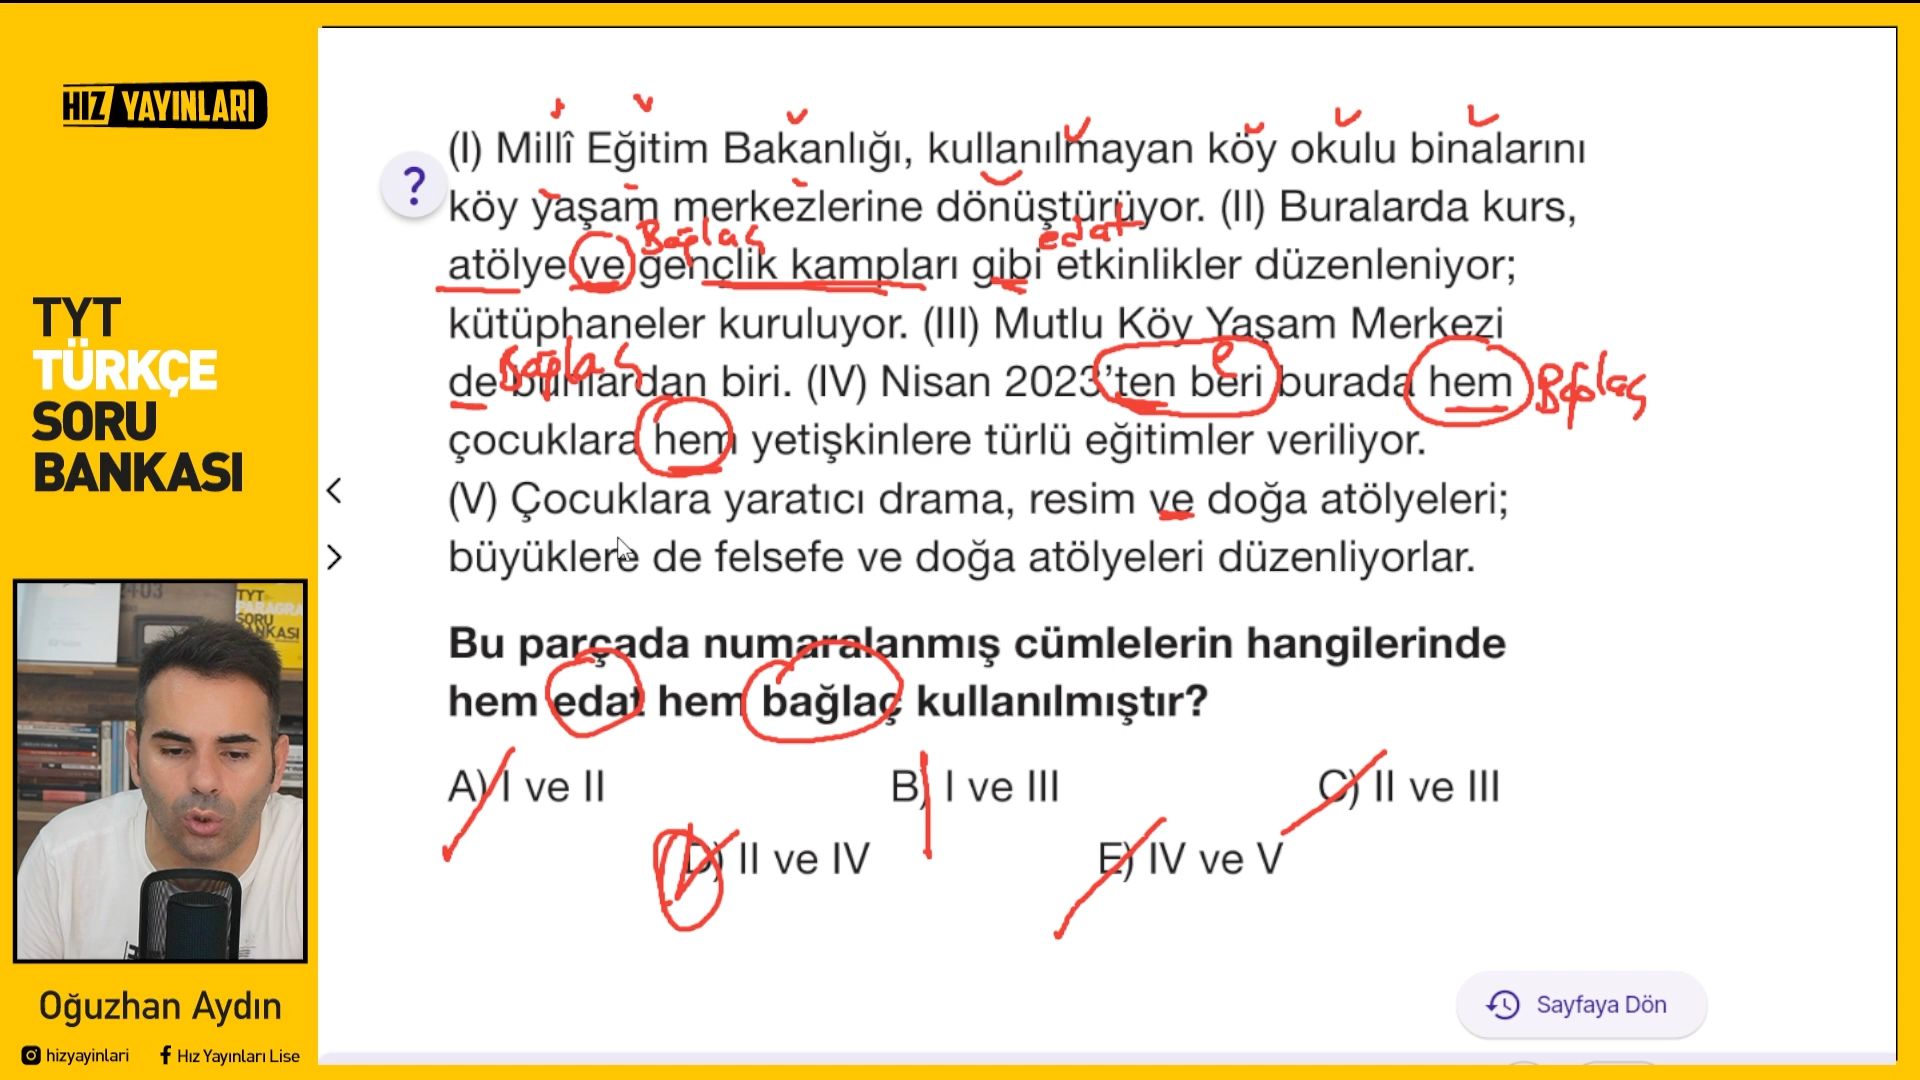 HIZ YAYINLARI
TYT
TÜRKÇE
SORU
BANKASI
Oğuzhan Aydın
hizyayinlari
Hız Yayınları Lise
?
(I) Millî Eğitim Bakanlığı, kullanılmayan köy okulu binalarını
köy yaşam merkezlerine dönüştürüyor. (II) Buralarda kurs,
Bağlaç edat
atölye ve gençlik kampları gibi etkinlikler düzenleniyor;
kütüphaneler kuruluyor. (III) Mutlu Köy Yaşam Merkezi
Bağlaç e
de bunlardan biri. (IV) Nisan 2023’ten beri burada hem
Bağlaç
çocuklara hem yetişkinlere türlü eğitimler veriliyor.
(V) Çocuklara yaratıcı drama, resim ve doğa atölyeleri;
büyüklere de felsefe ve doğa atölyeleri düzenliyorlar.
Bu parçada numaralanmış cümlelerin hangilerinde
hem edat hem bağlaç kullanılmıştır?
A) I ve II B) I ve III C) II ve III
D) II ve IV E) IV ve V
Sayfaya Dön
TYT
PARAGRAF
SORU
BANKASI